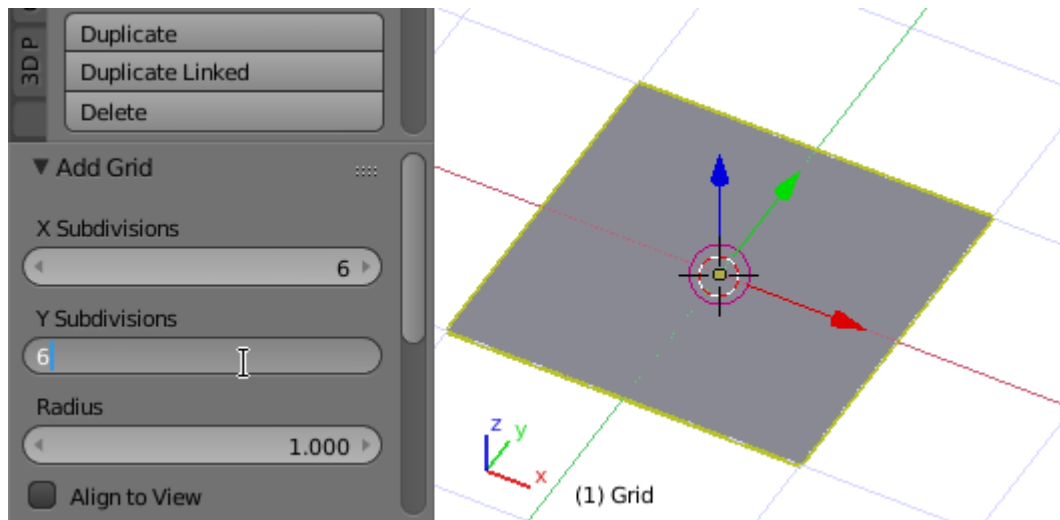 3D P
Duplicate
Duplicate Linked
Delete
Add Grid
X Subdivisions
6
Y Subdivisions
6
Radius
1.000
Align to View
z
y
x
(1) Grid